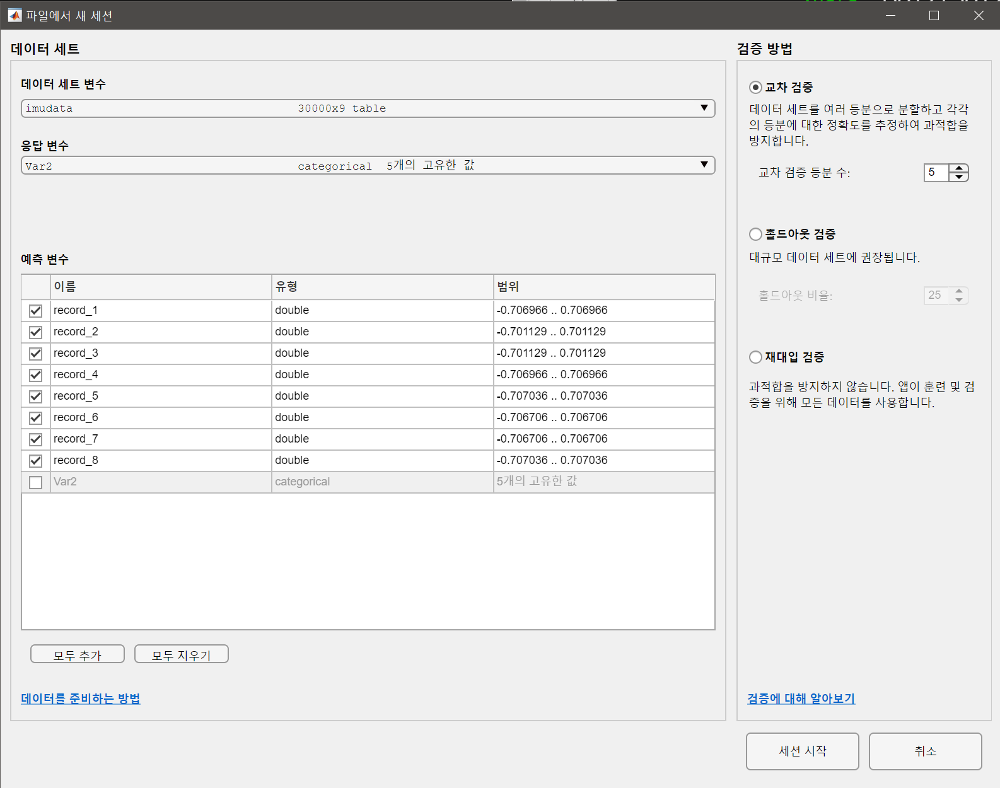 파일에서 새 세션
데이터 세트
데이터 세트 변수
imudata 30000x9 table
응답 변수
Var2 categorical 5개의 고유한 값
예측 변수
이름 유형 범위
record_1 double -0.706966 .. 0.706966
record_2 double -0.701129 .. 0.701129
record_3 double -0.701129 .. 0.701129
record_4 double -0.706966 .. 0.706966
record_5 double -0.707036 .. 0.707036
record_6 double -0.706706 .. 0.706706
record_7 double -0.706706 .. 0.706706
record_8 double -0.707036 .. 0.707036
Var2 categorical 5개의 고유한 값
모두 추가 모두 지우기
데이터를 준비하는 방법
검증 방법
교차 검증
데이터 세트를 여러 등분으로 분할하고 각각
의 등분에 대한 정확도를 추정하여 과적합을
방지합니다.
교차 검증 등분 수: 5
홀드아웃 검증
대규모 데이터 세트에 권장됩니다.
홀드아웃 비율: 25
재대입 검증
과적합을 방지하지 않습니다. 앱이 훈련 및 검
증을 위해 모든 데이터를 사용합니다.
검증에 대해 알아보기
세션 시작 취소